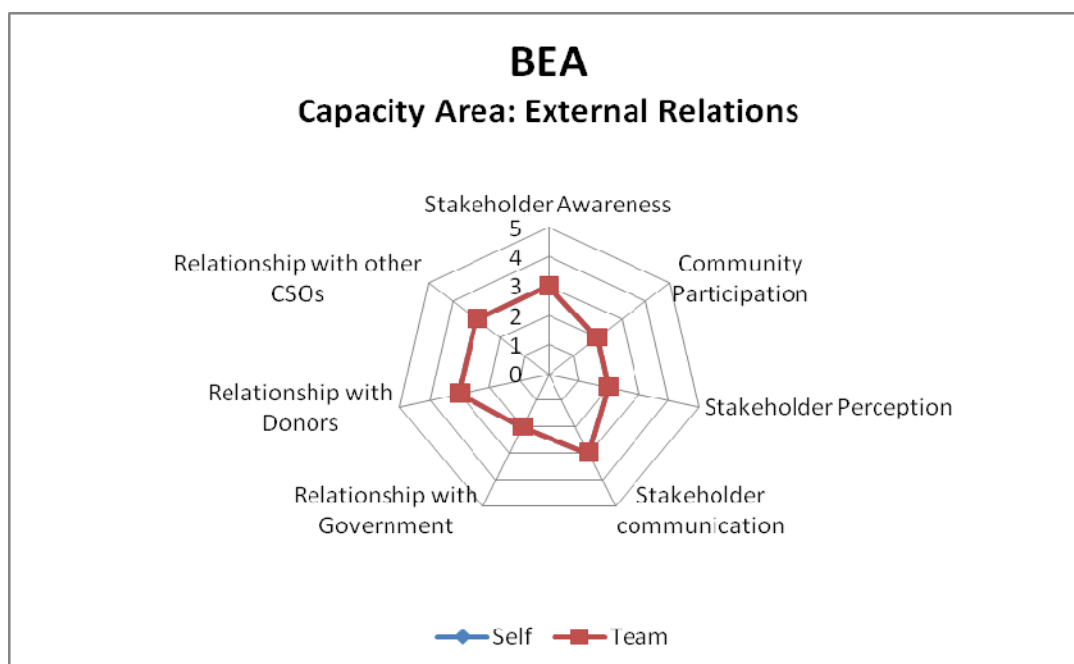 BEA
Capacity Area: External Relations
Stakeholder Awareness
5
4
3
2
1
0
Community
Participation
Stakeholder Perception
Stakeholder
communication
Relationship with
Government
Relationship with
Donors
Relationship with other
CSOs
Self
Team